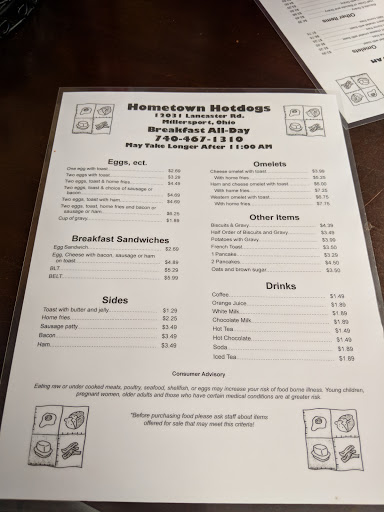 Hometown Hotdogs
12031 Lancaster Rd.
Millersport, Ohio
Breakfast All-Day
740-467-1310
May Take Longer After 11:00 AM
Eggs, ect.
One egg with toast $2.69
Two eggs with toast $3.29
Two eggs, toast & home fries $4.49
Two eggs, toast & choice of sausage or
bacon $4.69
Two eggs, toast with ham $4.69
Two eggs, toast, home fries and bacon or
sausage or ham $6.25
Cup of gravy $1.89
Breakfast Sandwiches
Egg Sandwich $2.69
Egg, Cheese with bacon, sausage or ham
on toast $4.89
BLT $5.29
BELT $5.99
Sides
Toast with butter and jelly $1.29
Home fries $2.25
Sausage patty $3.49
Bacon $3.49
Ham $3.49
Omelets
Cheese omelet with toast $3.99
With home fries $5.25
Ham and cheese omelet with toast $6.00
With home fries $7.25
Western omelet with toast $6.75
With home fries $7.75
Other Items
Biscuits & Gravy $4.39
Half Order of Biscuits and Gravy $3.49
Potatoes with Gravy $3.99
French Toast $3.50
1 Pancake $3.29
2 Pancakes $4.50
Oats and brown sugar $3.50
Drinks
Coffee $1.49
Orange Juice $1.89
White Milk $1.89
Chocolate Milk $1.89
Hot Tea $1.49
Hot Chocolate $1.49
Soda $1.89
Iced Tea $1.89
Consumer Advisory
Eating raw or under cooked meats, poultry, seafood, shellfish, or eggs may increase your risk of food borne illness. Young children,
pregnant women, older adults and those who have certain medical conditions are at greater risk.
"Before purchasing food please ask staff about items
offered for sale that may meet this criteria!
Omelets
Other Items